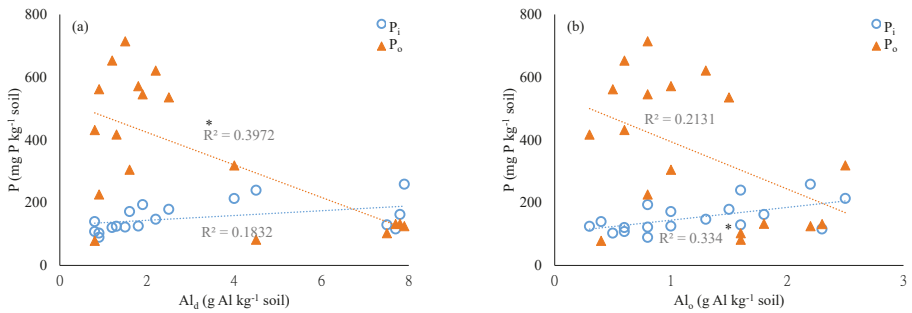 (a)
P (mg P kg⁻¹ soil)
800
600
400
200
0
Pᵢ
Pₒ
*
R² = 0.3972
R² = 0.1832
0 2 4 6 8
Al_d (g Al kg⁻¹ soil)
(b)
P (mg P kg⁻¹ soil)
800
600
400
200
0
Pᵢ
Pₒ
R² = 0.2131
*
R² = 0.334
0 1 2 3
Alₒ (g Al kg⁻¹ soil)